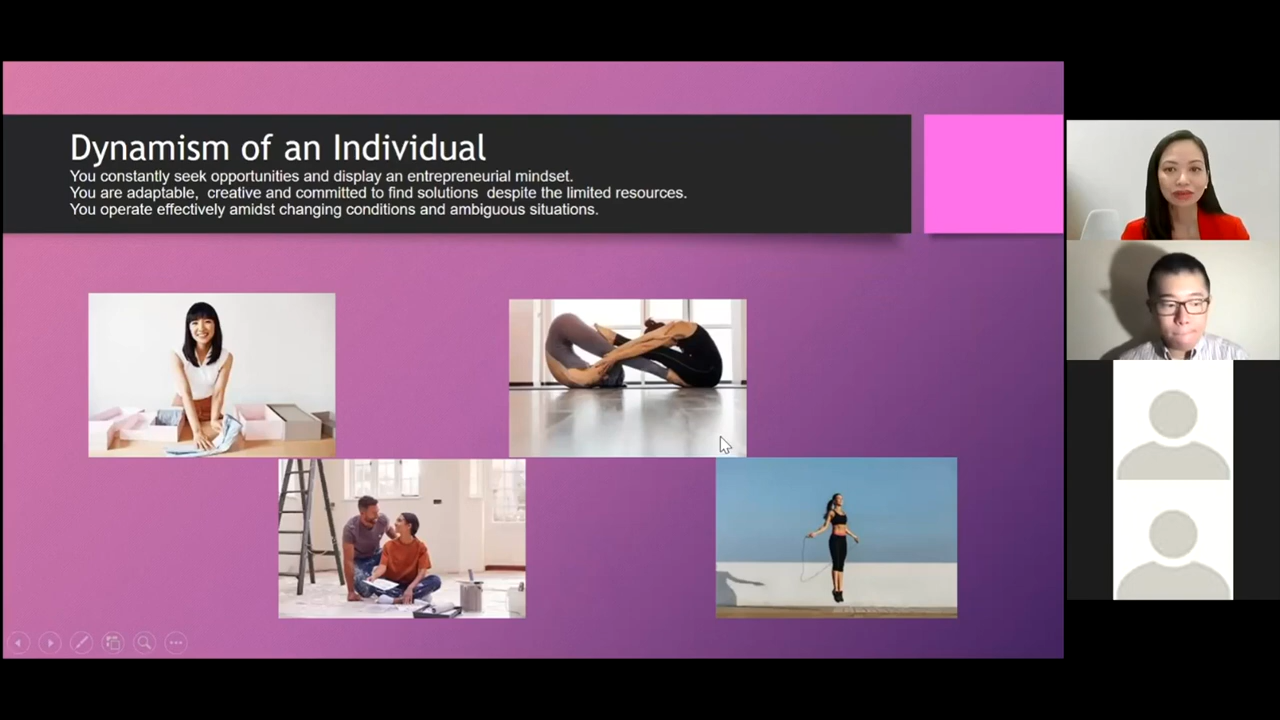 Dynamism of an Individual
You constantly seek opportunities and display an entrepreneurial mindset.
You are adaptable,  creative and committed to find solutions  despite the limited resources.
You operate effectively amidst changing conditions and ambiguous situations.